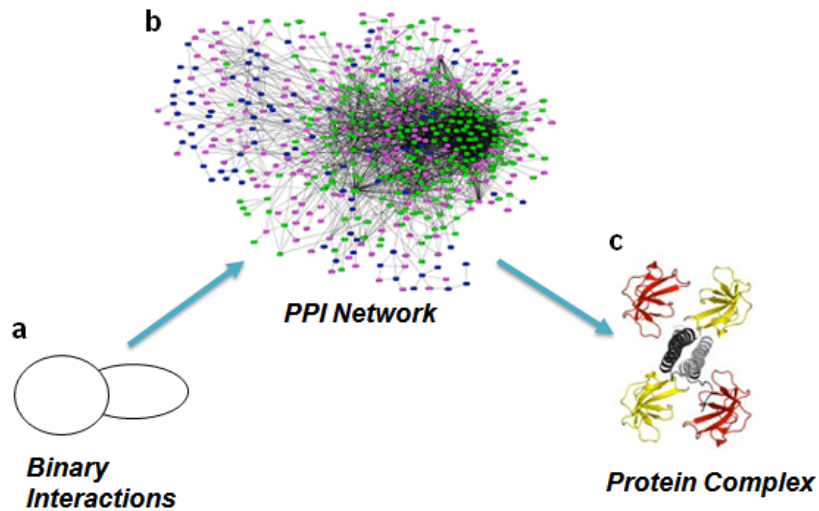 b
PPI Network
a
Binary
Interactions
c
Protein Complex